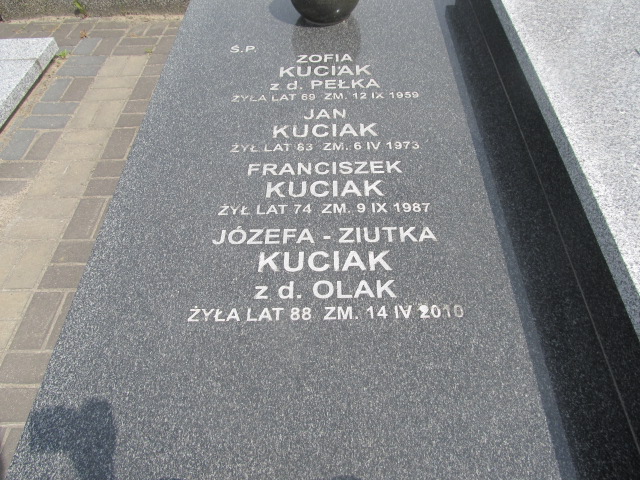 Ś.P.
ZOFIA
KUCIAK
z d. PEŁKA
ŻYŁA LAT 69 ZM. 12 IX 1959
JAN
KUCIAK
ŻYŁ LAT 83 ZM. 6 IV 1973
FRANCISZEK
KUCIAK
ŻYŁ LAT 74 ZM. 9 IX 1987
JÓZEFA - ZIUTKA
KUCIAK
z d. OLAK
ŻYŁA LAT 88 ZM. 14 IV 2010